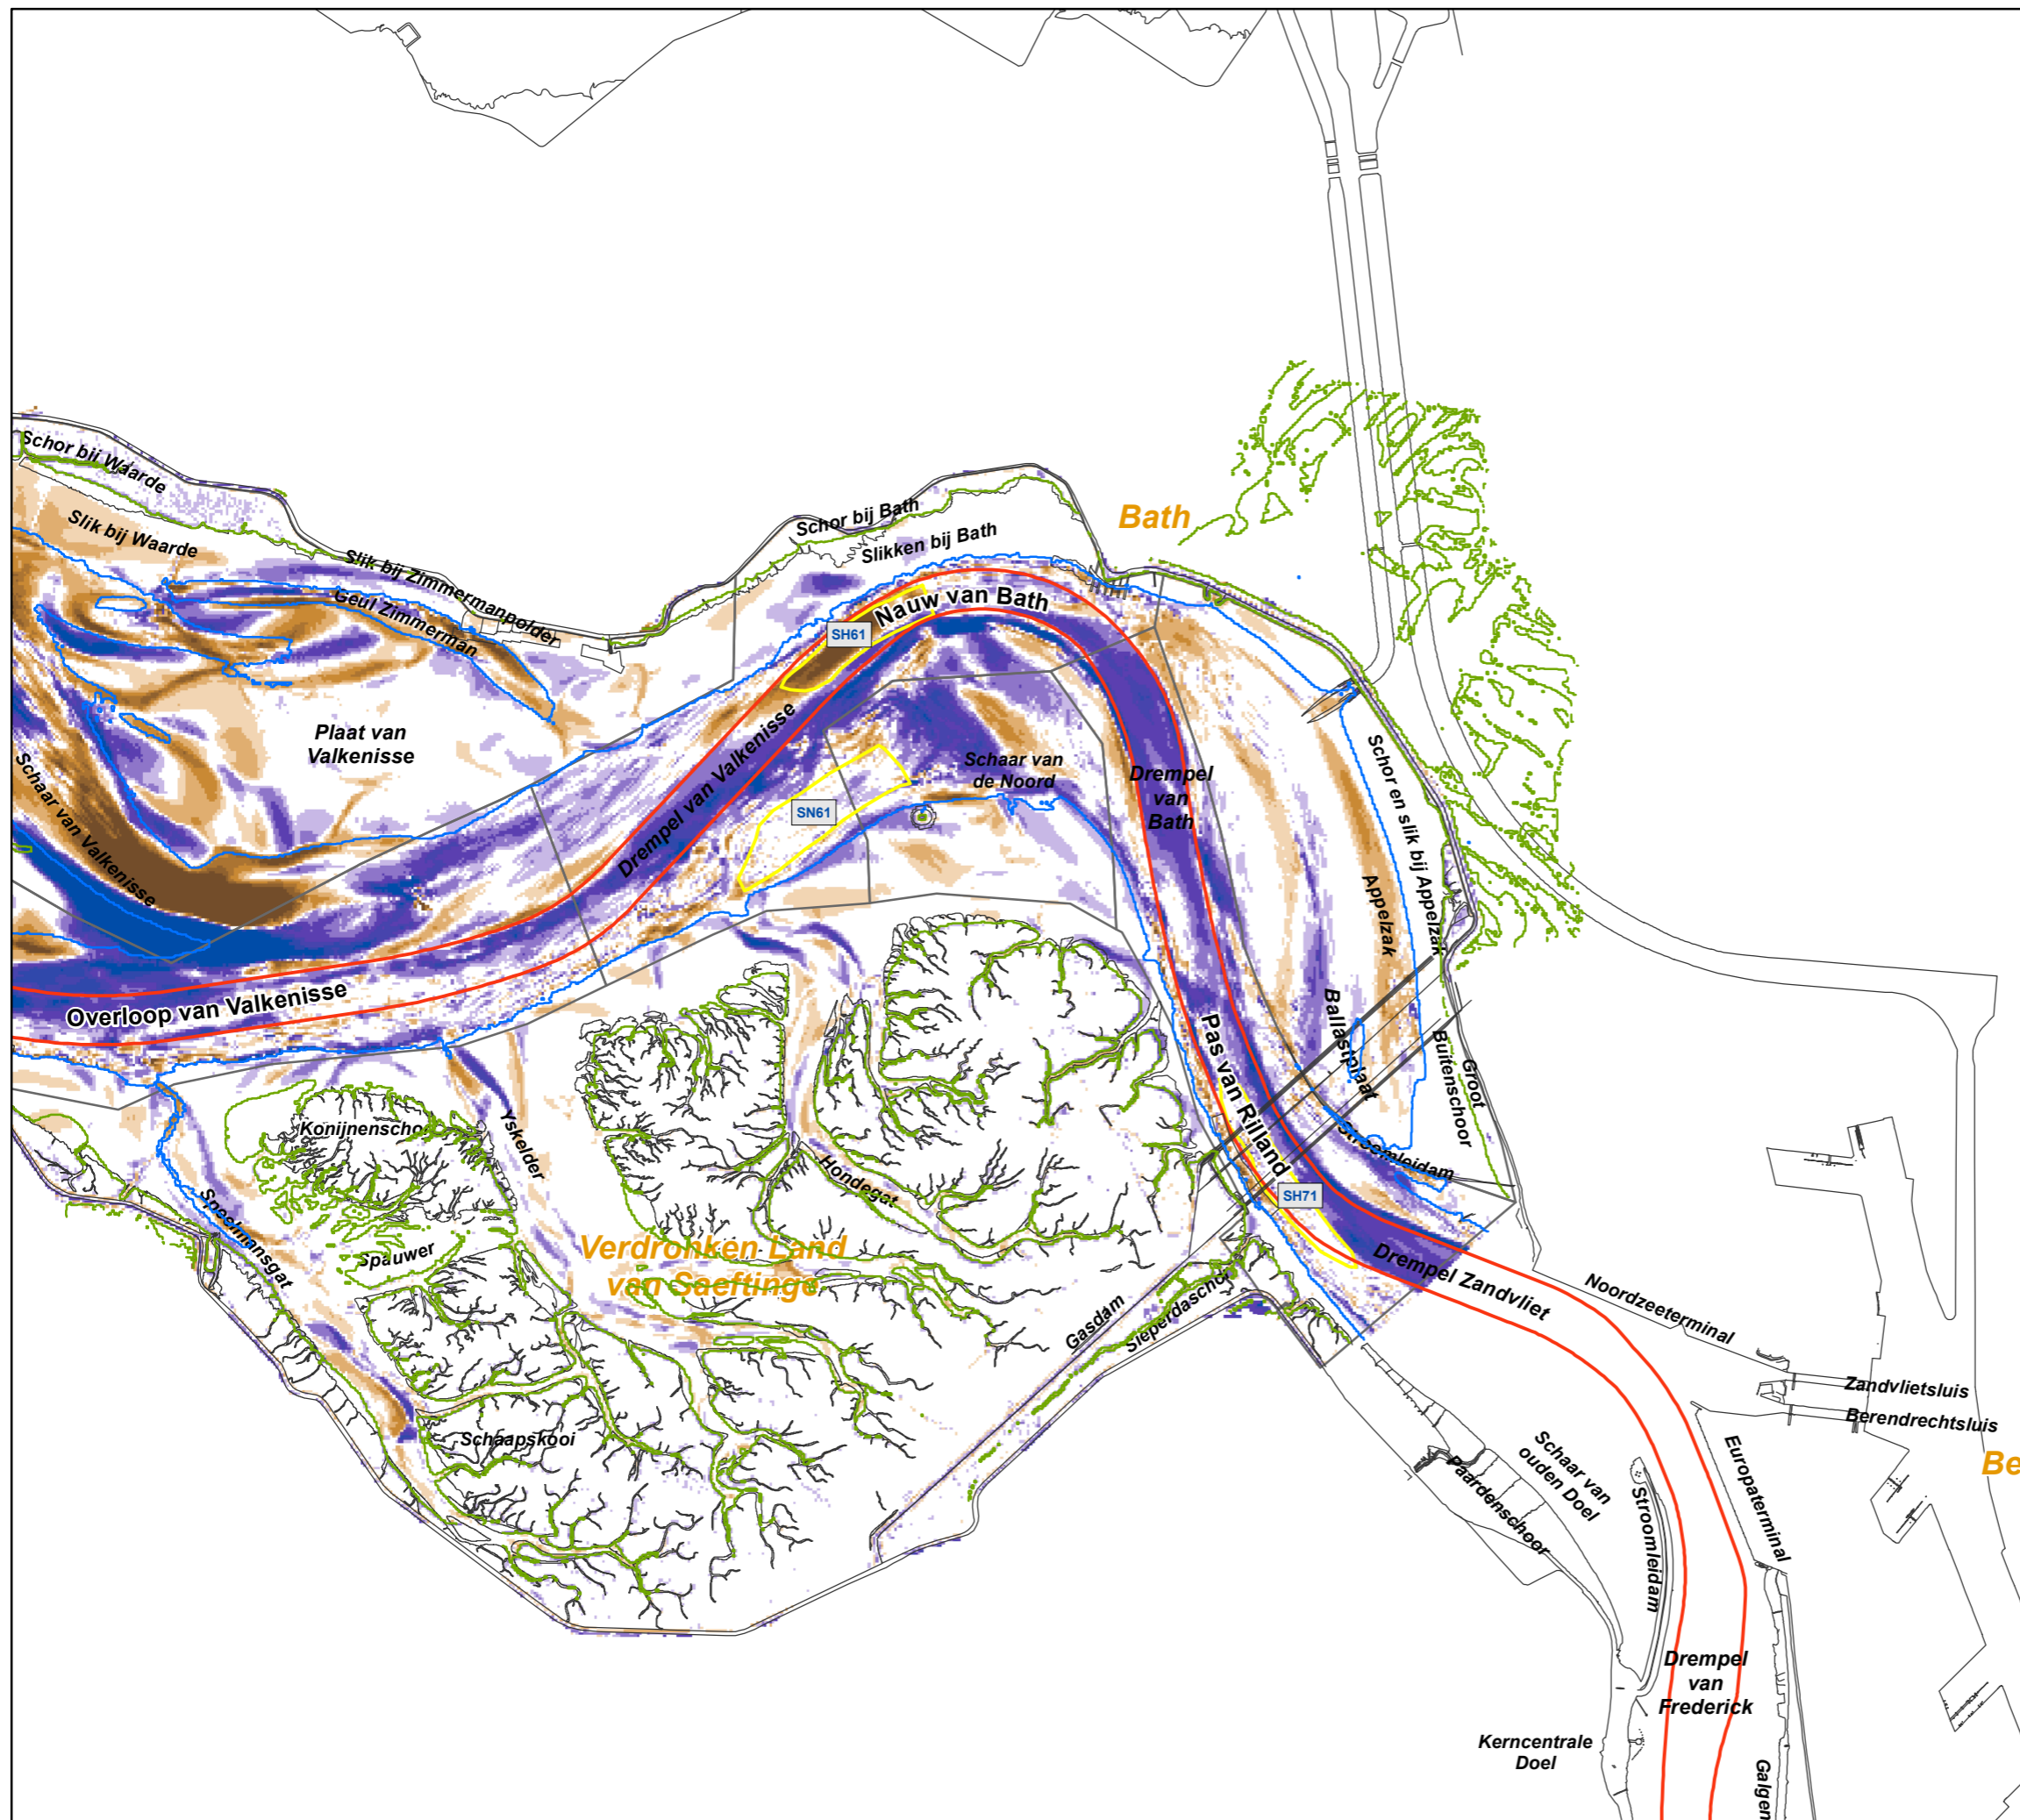 Schor bij Waarde
Slik bij Waarde
Slik bij Zimmermanpolder
Geul Zimmerman
Schor bij Bath
Slikken bij Bath
Bath
Nauw van Bath
SH61
Plaat van
Valkenisse
Schaar van Valkenisse
Drempel van Valkenisse
SN61
Schaar van
de Noord
Drempel
van
Bath
Schor en slik bij Appelzak
Appelzak
Overloop van Valkenisse
Ballastplaat
Pas van Rilland
Groot
Buitenschoor
Stroomleidam
SH71
Konijnenschor
Yskelder
Hondegat
Speelmansgat
Spauwer
Verdronken Land
van Saeftinge
Gasdam
Sieperdaschor
Drempel Zandvliet
Noordzeeterminal
Zandvlietsluis
Berendrechtsluis
Schaapskooi
Be
Schaar van
ouden Doel
Paardenschoor
Stroomleidam
Europaterminal
Drempel
van
Frederick
Kerncentrale
Doel
Galgen